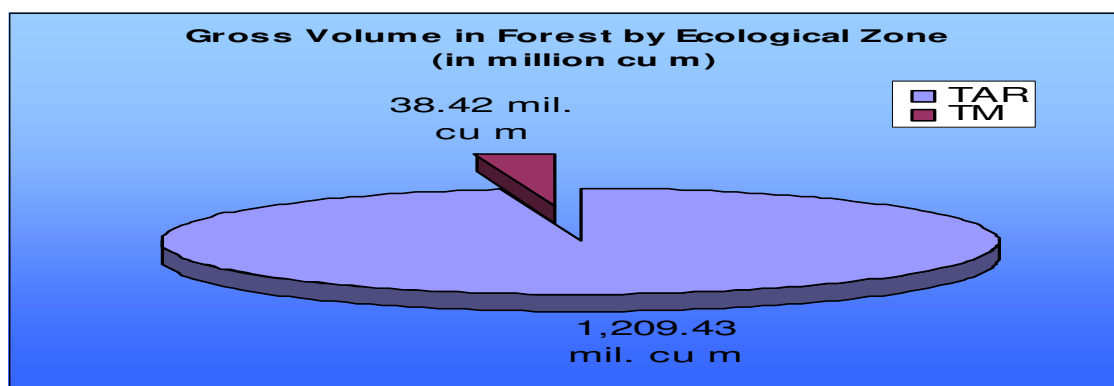 Gross Volume in Forest by Ecological Zone
(in million cu m)
TAR
TM
38.42 mil.
cu m
1,209.43
mil. cu m